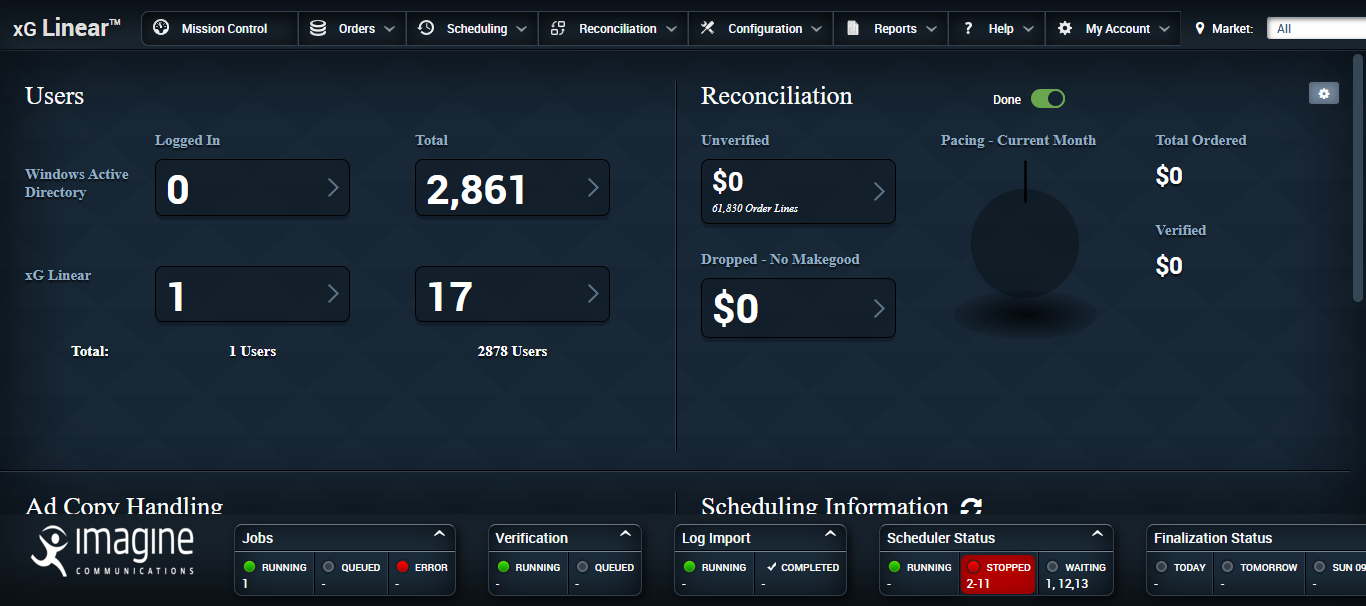 xG Linear™ Mission Control Orders Scheduling Reconciliation Configuration Reports ? Help My Account Market: All
Users
Logged In Total
Windows Active
Directory
0 2,861
xG Linear
1 17
Total: 1 Users 2878 Users
Reconciliation Done
Unverified Pacing - Current Month Total Ordered
$0
61,830 Order Lines
$0
Dropped - No Makegood
$0
Verified
$0
Ad Copy Handling
Scheduling Information
imagine
COMMUNICATIONS
Jobs
RUNNING QUEUED ERROR
1 - -
Verification
RUNNING QUEUED
- -
Log Import
RUNNING COMPLETED
- -
Scheduler Status
RUNNING STOPPED WAITING
- 2-11 1, 12,13
Finalization Status
TODAY TOMORROW SUN 09
- - -